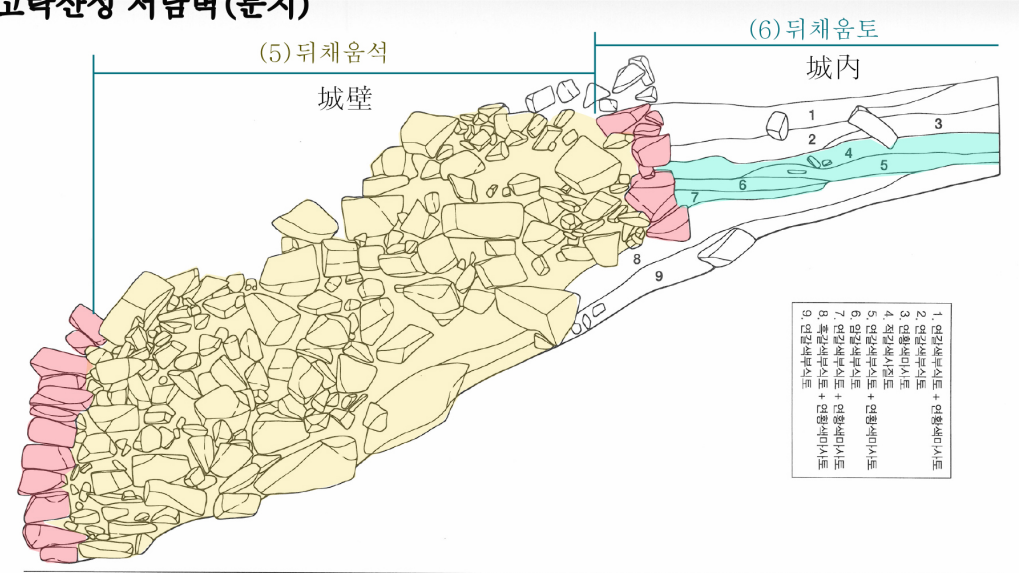 (5)뒤채움석
(6)뒤채움토
城壁
城內
1
2
3
4
5
6
7
8
9
1. 연갈색부식토 + 연황색마사토
2. 연갈색부식토
3. 연황색마사토
4. 적갈색사질토
5. 연갈색부식토 + 연황색마사토
6. 암갈색부식토
7. 연갈색부식토 + 연황색마사토
8. 흑갈색부식토 + 연황색마사토
9. 연갈색부식토